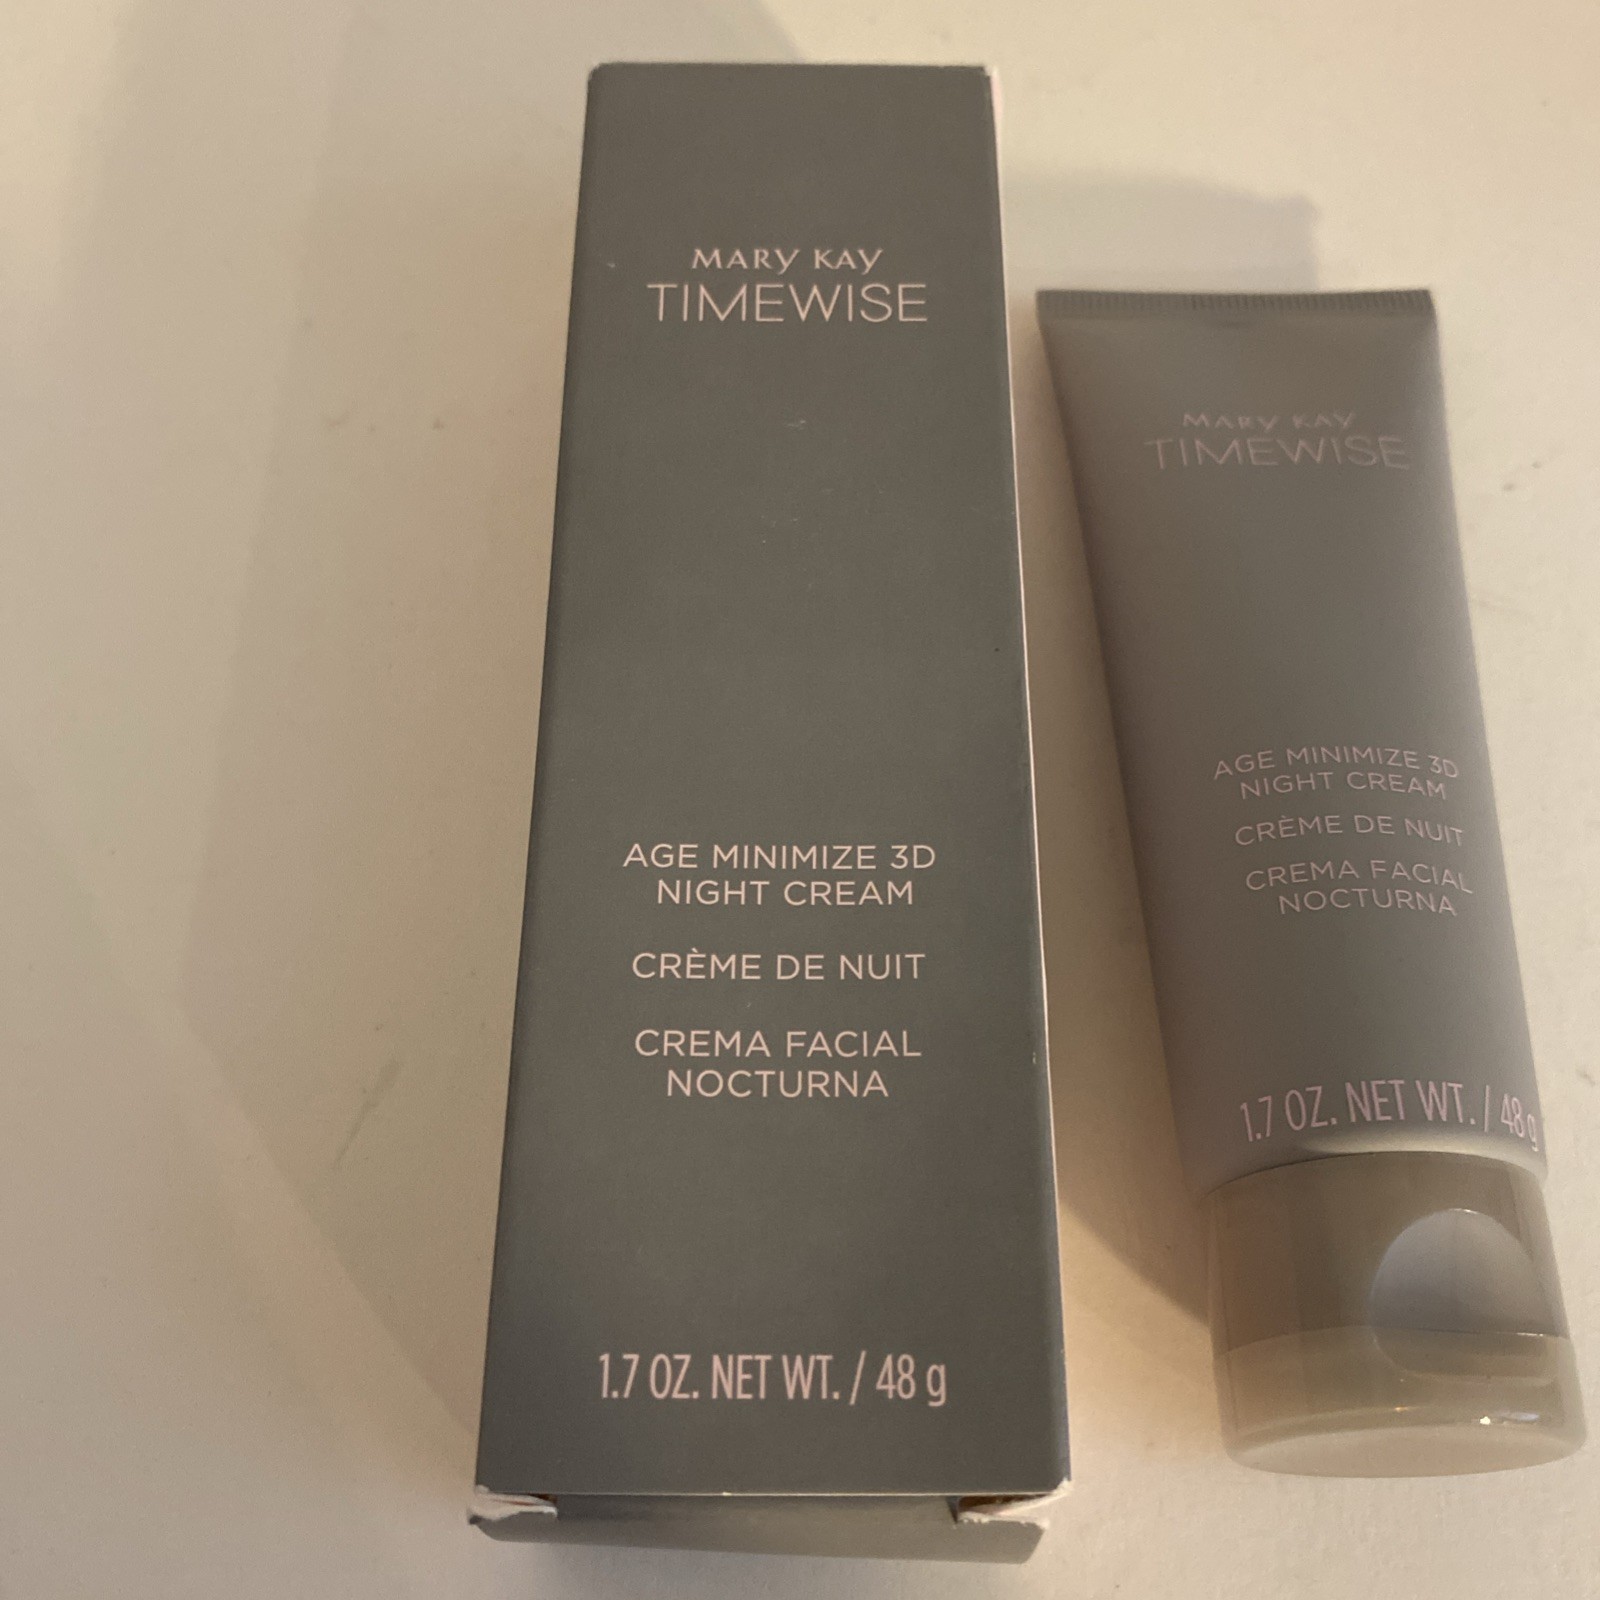 MARY KAY
TIMEWISE
AGE MINIMIZE 3D
NIGHT CREAM
CRÈME DE NUIT
CREMA FACIAL
NOCTURNA
1.7 OZ. NET WT. / 48 g
MARY KAY
TIMEWISE
AGE MINIMIZE 3D
NIGHT CREAM
CRÈME DE NUIT
CREMA FACIAL
NOCTURNA
1.7 OZ. NET WT. / 48 g